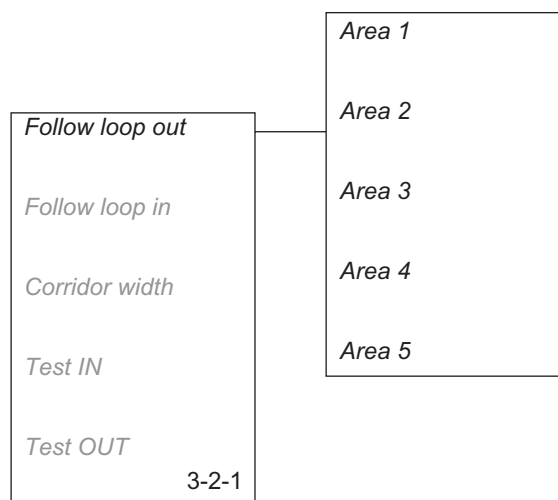 Follow loop out
Follow loop in
Corridor width
Test IN
Test OUT
3-2-1
Area 1
Area 2
Area 3
Area 4
Area 5